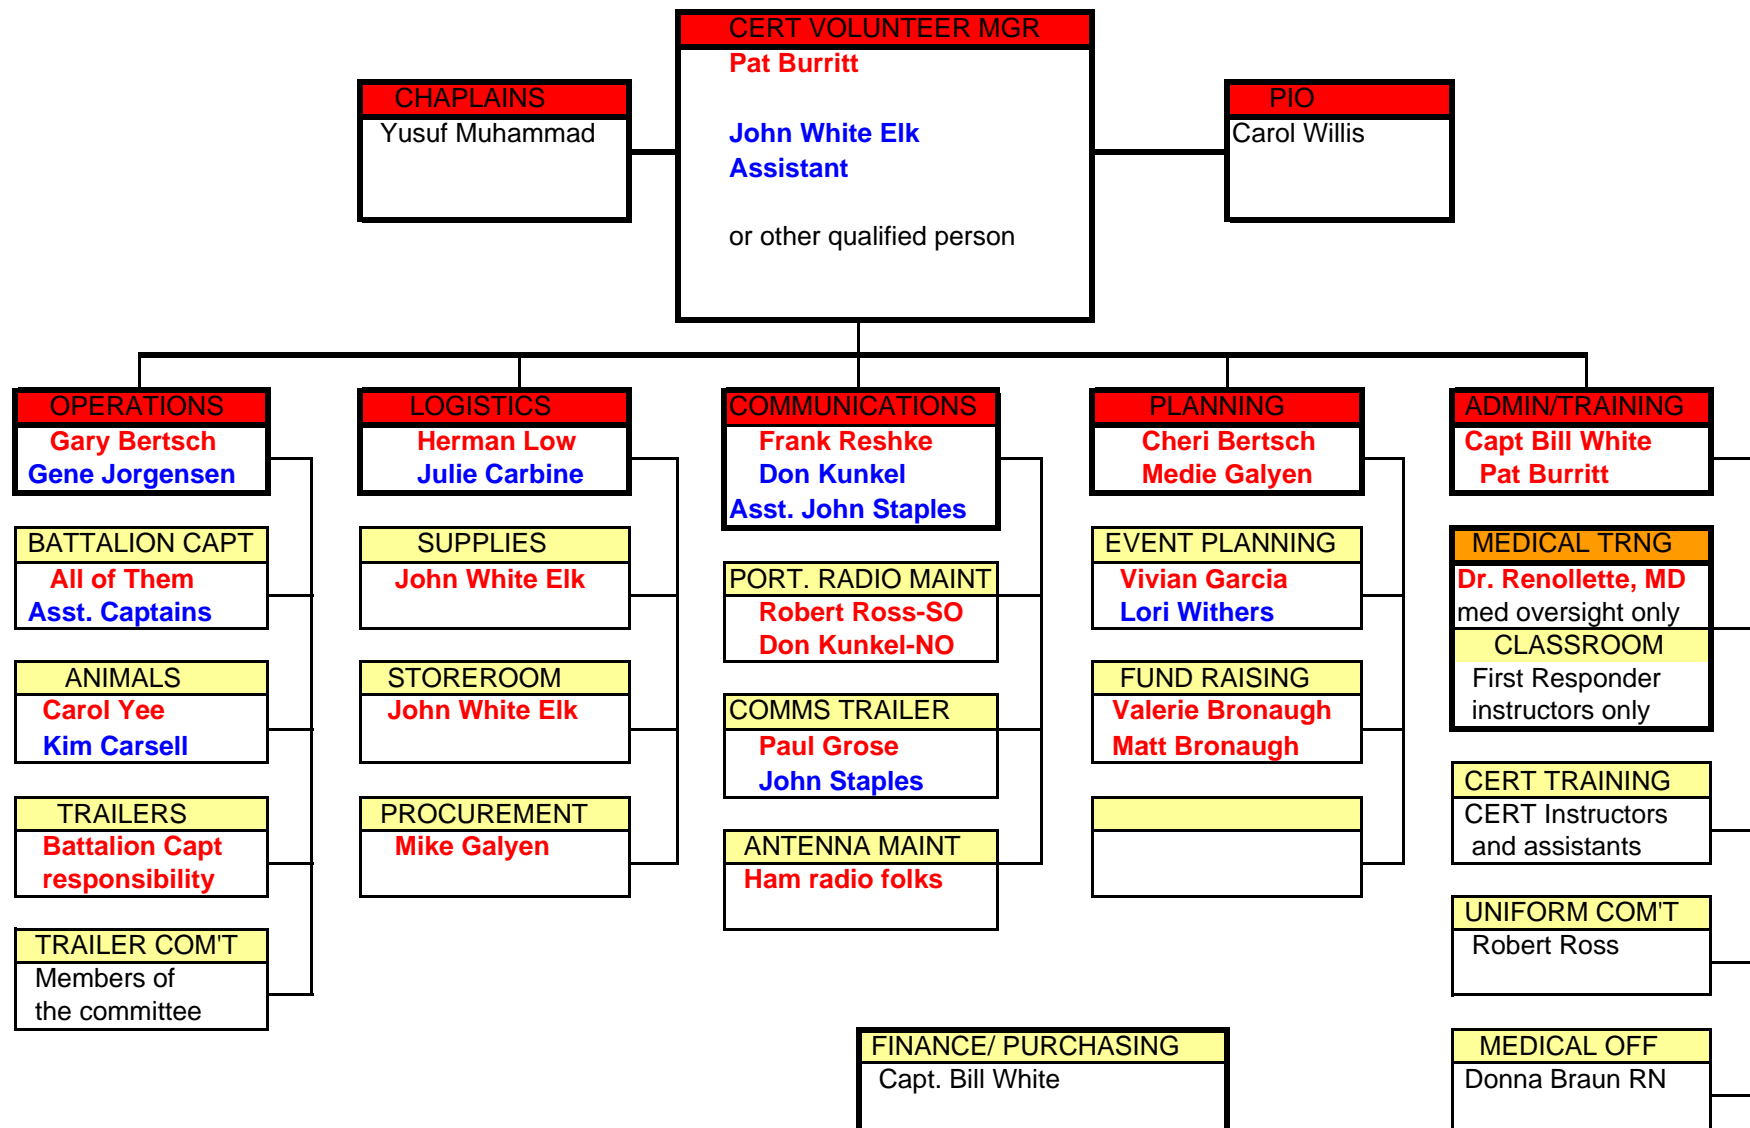 CERT VOLUNTEER MGR
Pat Burritt
John White Elk
Assistant
or other qualified person
CHAPLAINS
Yusuf Muhammad
PIO
Carol Willis
OPERATIONS
Gary Bertsch
Gene Jorgensen
BATTALION CAPT
All of Them
Asst. Captains
ANIMALS
Carol Yee
Kim Carsell
TRAILERS
Battalion Capt
responsibility
TRAILER COM'T
Members of
the committee
LOGISTICS
Herman Low
Julie Carbine
SUPPLIES
John White Elk
STOREROOM
John White Elk
PROCUREMENT
Mike Galyen
COMMUNICATIONS
Frank Reshke
Don Kunkel
Asst. John Staples
PORT. RADIO MAINT
Robert Ross-SO
Don Kunkel-NO
COMMS TRAILER
Paul Grose
John Staples
ANTENNA MAINT
Ham radio folks
PLANNING
Cheri Bertsch
Medie Galyen
EVENT PLANNING
Vivian Garcia
Lori Withers
FUND RAISING
Valerie Bronaugh
Matt Bronaugh
ADMIN/TRAINING
Capt Bill White
Pat Burritt
MEDICAL TRNG
Dr. Renollette, MD
med oversight only
CLASSROOM
First Responder
instructors only
CERT TRAINING
CERT Instructors
and assistants
UNIFORM COM'T
Robert Ross
MEDICAL OFF
Donna Braun RN
FINANCE/ PURCHASING
Capt. Bill White